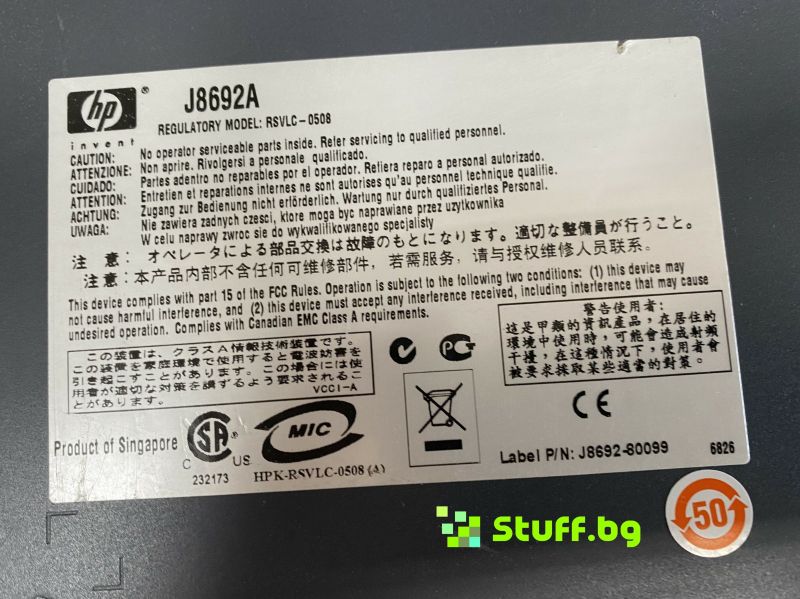 hp
®
J8692A
invent
REGULATORY MODEL: RSVLC-0508
CAUTION: No operator serviceable parts inside. Refer servicing to qualified personnel.
ATTENZIONE: Non aprire. Rivolgersi a personale qualificado.
CUIDADO: Partes adentro no reparables por el operador. Refiera reparo a personal autorizado.
ATTENTION: Entretien et réparations internes ne sont autorisés qu'au personnel technique qualifie.
ACHTUNG: Zugang zur Bedienung nicht erforderlich. Wartung nur durch qualifiziertes Personal.
UWAGA: Nie zawiera zadnych czesci, ktore moga byc naprawiane przez uzytkownika
W celu naprawy zwroc sie do wykwalifikowanego specjalisty
注 意: オペレータによる部品交換は故障のもとになります。適切な整備員が行うこと。
注 意: 本产品内部不含任何可维修部件，若需服务，请与授权维修人员联系。
This device complies with part 15 of the FCC Rules. Operation is subject to the following two conditions: (1) this device may
not cause harmful interference, and (2) this device must accept any interference received, including interference that may cause
undesired operation. Complies with Canadian EMC Class A requirements.
この装置は、クラスA情報技術装置です。
この装置を家庭環境で使用すると電波妨害を
引き起こすことがあります。この場合には使
用者が適切な対策を講ずるよう要求されるこ
とがあります。 VCCI-A
警告使用者:
這是甲類的資訊產品，在居住的
環境中使用時，可能會造成射頻
干擾，在這種情況下，使用者會
被要求採取某些適當的對策。
Product of Singapore
SA
C US
232173
MIC
HPK-RSVLC-0508 (A)
CE
Label P/N: J8692-80099
6826
50
Stuff.bg